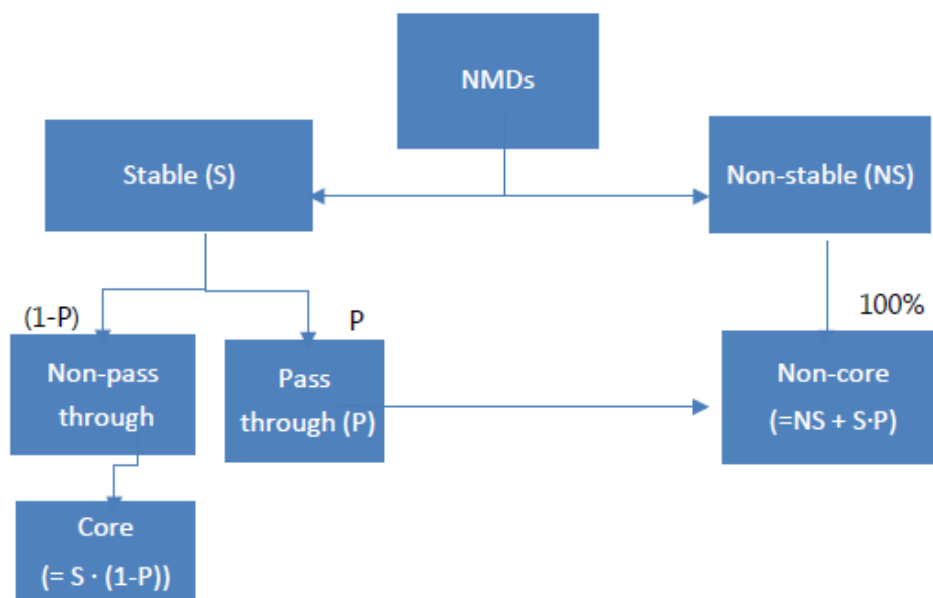 NMDs
Stable (S)
Non-stable (NS)
(1-P)
P
100%
Non-pass
through
Pass
through (P)
Non-core
(=NS + S·P)
Core
(= S · (1-P))